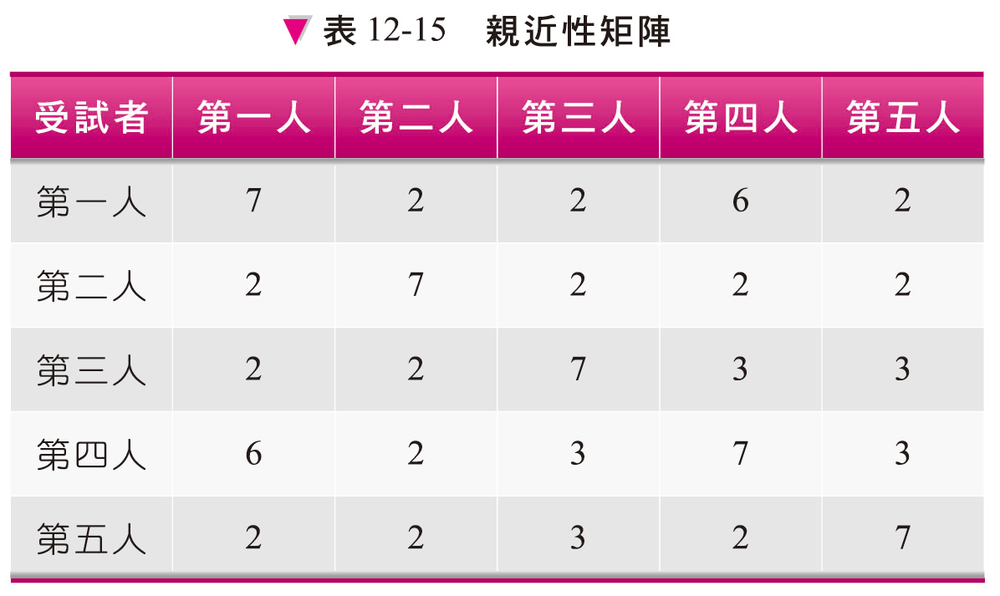 ▼ 表 12-15 親近性矩陣
受試者 第一人 第二人 第三人 第四人 第五人
第一人 7 2 2 6 2
第二人 2 7 2 2 2
第三人 2 2 7 3 3
第四人 6 2 3 7 3
第五人 2 2 3 2 7